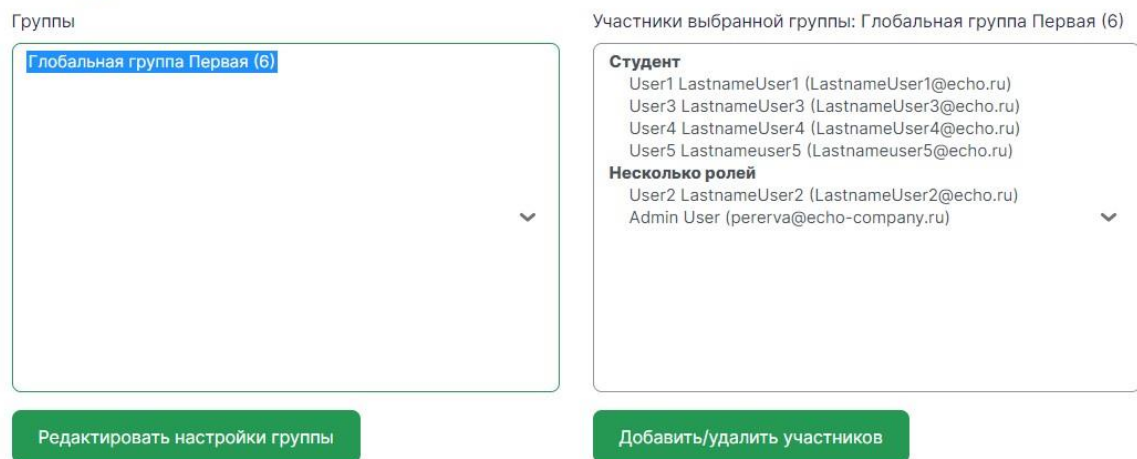 Группы
Глобальная группа Первая (6)
Редактировать настройки группы
Участники выбранной группы: Глобальная группа Первая (6)
Студент
User1 LastnameUser1 (LastnameUser1@echo.ru)
User3 LastnameUser3 (LastnameUser3@echo.ru)
User4 LastnameUser4 (LastnameUser4@echo.ru)
User5 Lastnameuser5 (Lastnameuser5@echo.ru)
Несколько ролей
User2 LastnameUser2 (LastnameUser2@echo.ru)
Admin User (pererva@echo-company.ru)
Добавить/удалить участников